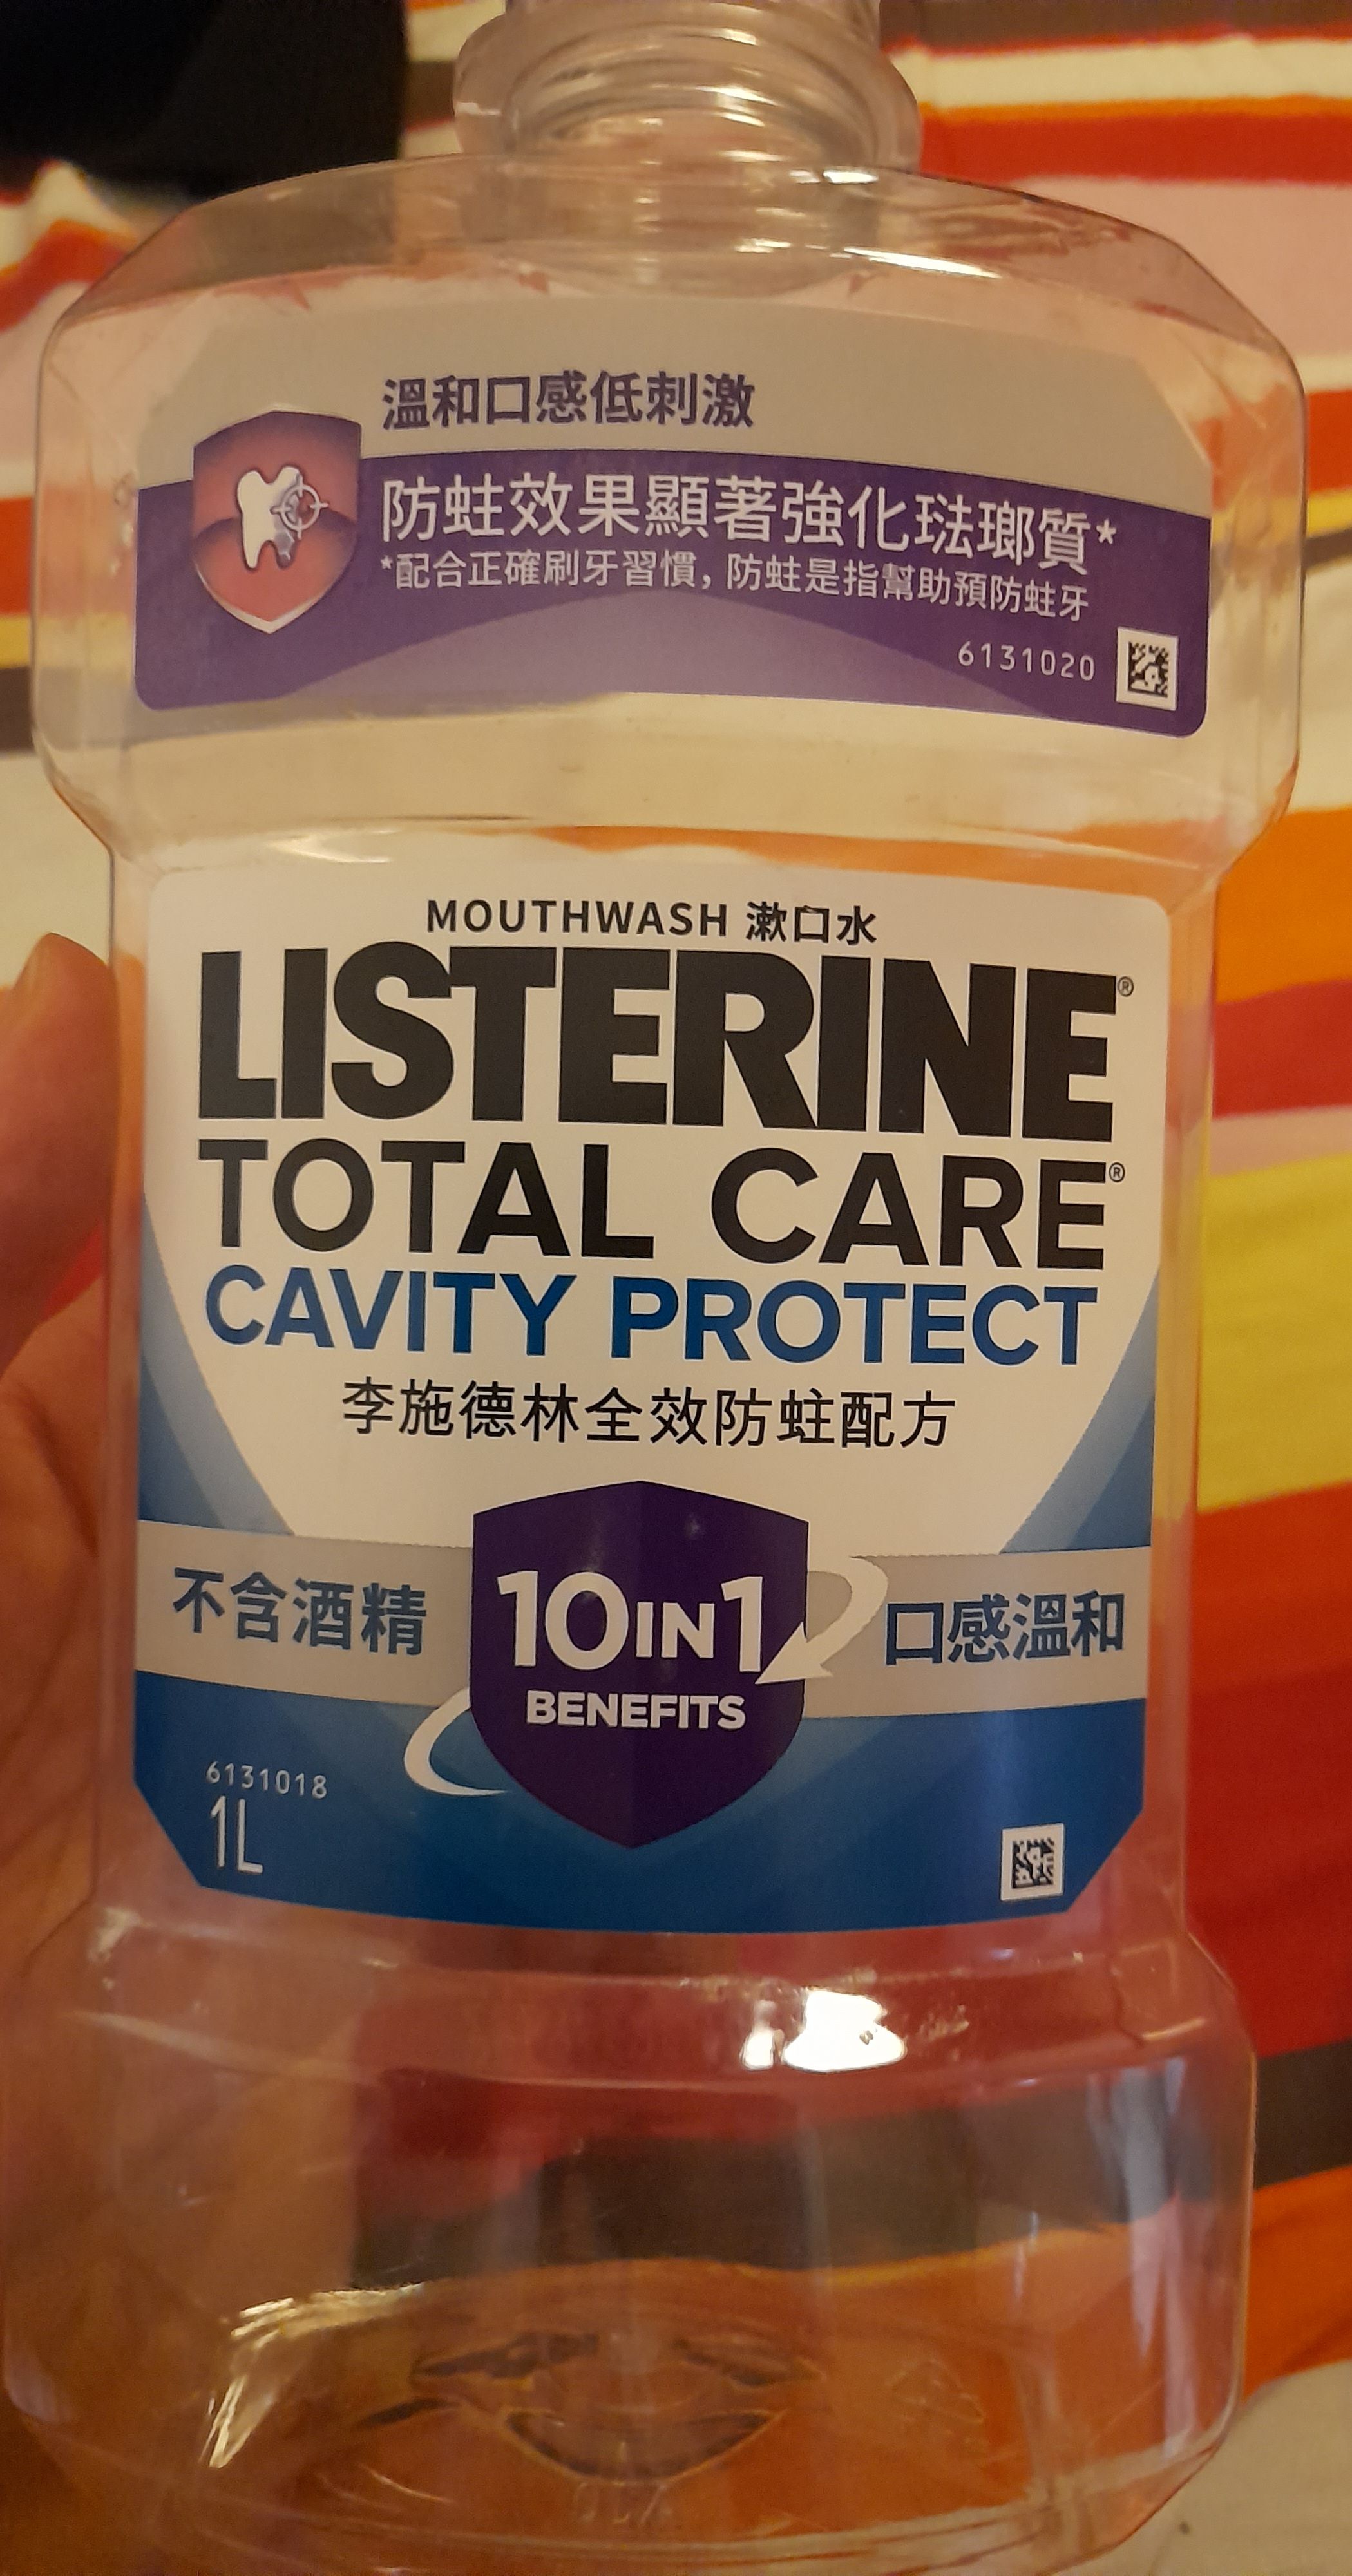 溫和口感低刺激
防蛀效果顯著強化琺瑯質*
*配合正確刷牙習慣，防蛀是指幫助預防蛀牙
6131020
MOUTHWASH 漱口水
LISTERINE®
TOTAL CARE®
CAVITY PROTECT
李施德林全效防蛀配方
不含酒精
10 IN 1
BENEFITS
口感溫和
6131018
1L